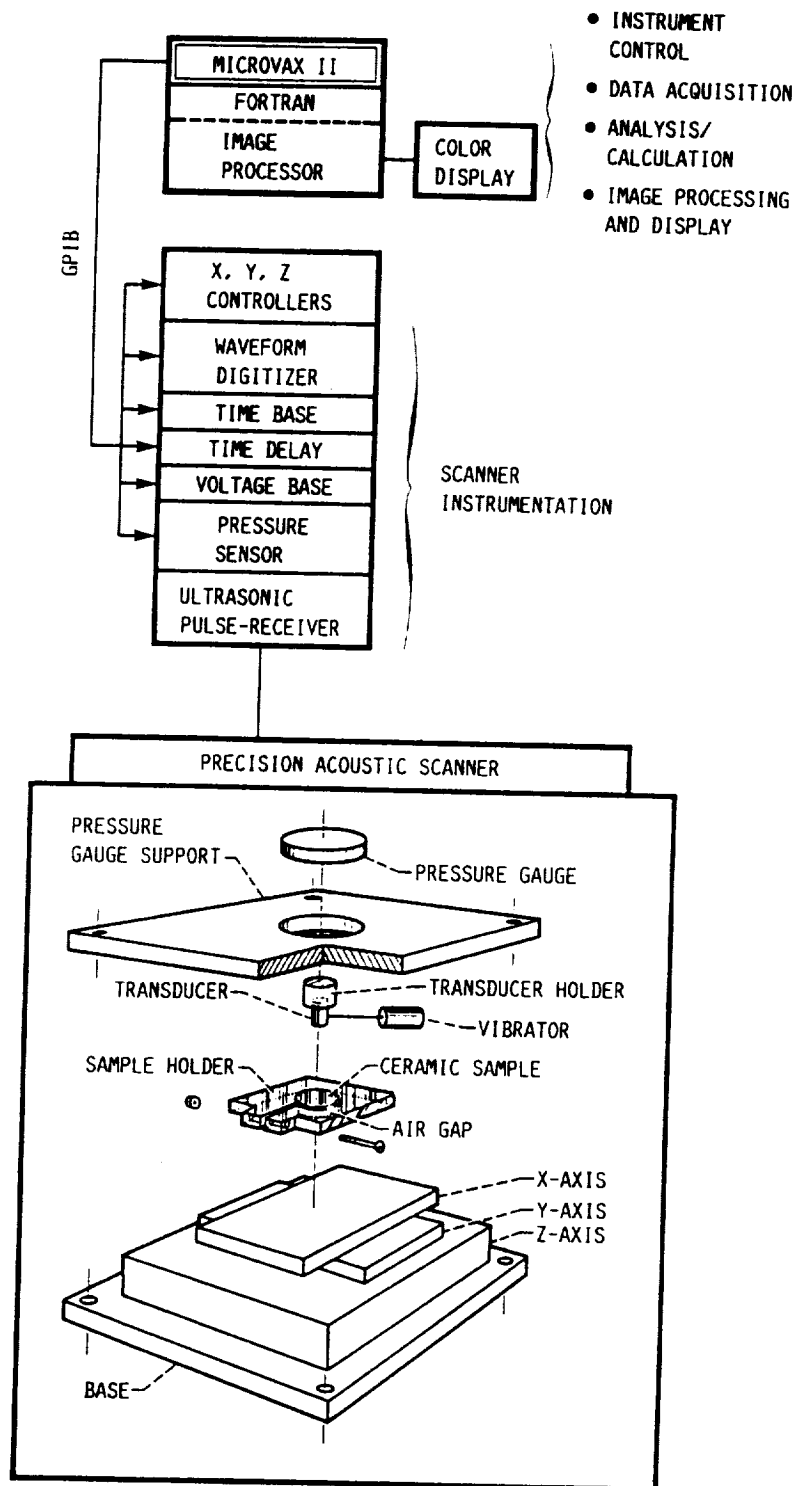 MICROVAX II
FORTRAN
IMAGE
PROCESSOR
COLOR
DISPLAY
• INSTRUMENT
CONTROL
• DATA ACQUISITION
• ANALYSIS/
CALCULATION
• IMAGE PROCESSING
AND DISPLAY
GPIB
X, Y, Z
CONTROLLERS
WAVEFORM
DIGITIZER
TIME BASE
TIME DELAY
VOLTAGE BASE
PRESSURE
SENSOR
ULTRASONIC
PULSE-RECEIVER
SCANNER
INSTRUMENTATION
PRECISION ACOUSTIC SCANNER
PRESSURE
GAUGE SUPPORT
PRESSURE GAUGE
TRANSDUCER
TRANSDUCER HOLDER
VIBRATOR
SAMPLE HOLDER
CERAMIC SAMPLE
AIR GAP
X-AXIS
Y-AXIS
Z-AXIS
BASE